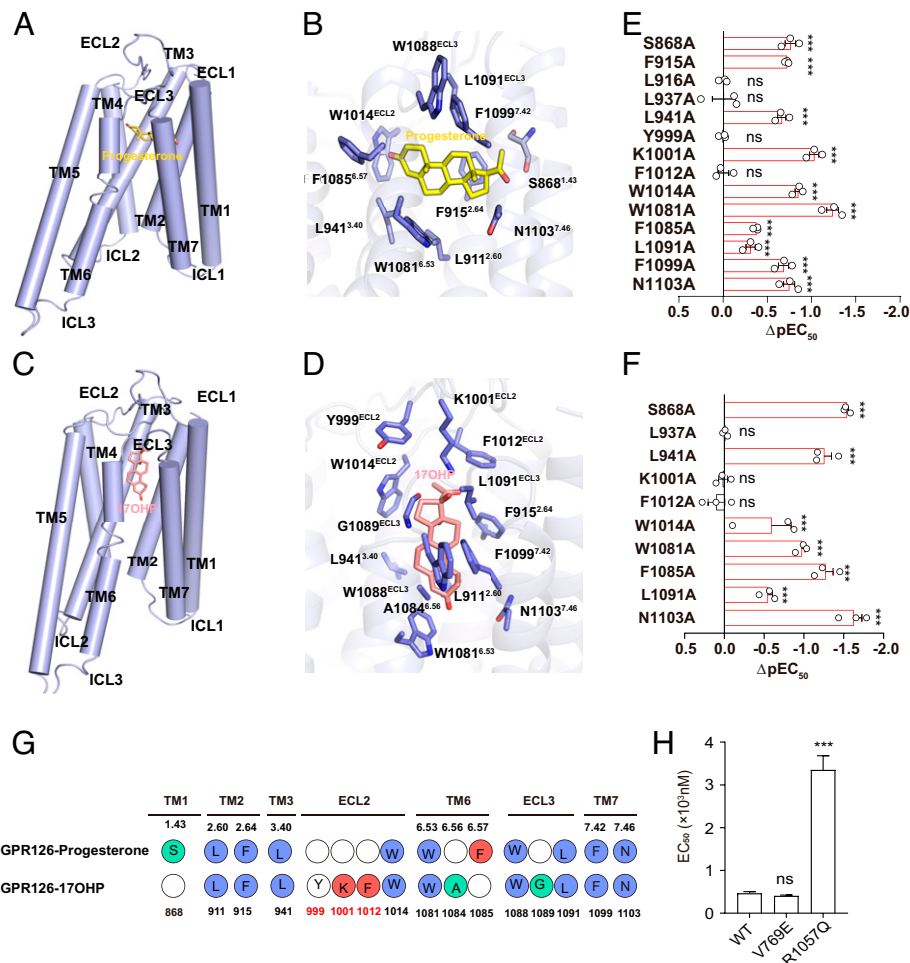 A
ECL2
TM3
ECL1
TM4
ECL3
Progesterone
TM5
TM2
TM1
ICL2
TM7
TM6
ICL1
ICL3
B
W1088ECL3
L1091ECL3
W1014ECL2
F10997.42
Progesterone
F10856.57
S8681.43
F9152.64
L9413.40
N11037.46
W10816.53
L9112.60
E
S868A
***
F915A
***
L916A
ns
L937A
ns
L941A
***
Y999A
ns
K1001A
***
F1012A
ns
W1014A
***
W1081A
***
F1085A
***
L1091A
***
F1099A
***
N1103A
***
0.5 0.0 -0.5 -1.0 -1.5 -2.0
ΔpEC50
C
ECL2
TM3
ECL1
ECL3
TM4
17OHP
TM5
TM2
TM1
TM6
TM7
ICL2
ICL1
ICL3
D
K1001ECL2
Y999ECL2
F1012ECL2
W1014ECL2
17OHP
L1091ECL3
G1089ECL3
F9152.64
L9413.40
F10997.42
W1088ECL3
L9112.60
A10846.56
N11037.46
W10816.53
F
S868A
***
L937A
ns
L941A
***
K1001A
ns
F1012A
ns
W1014A
***
W1081A
***
F1085A
***
L1091A
***
N1103A
***
0.5 0.0 -0.5 -1.0 -1.5 -2.0
ΔpEC50
G
TM1 TM2 TM3 ECL2 TM6 ECL3 TM7
1.43 2.60 2.64 3.40 6.53 6.56 6.57 7.42 7.46
GPR126-Progesterone S L F L W W F W L F N
GPR126-17OHP L F L Y K F W W A W G L F N
868 911 915 941 999 1001 1012 1014 1081 1084 1085 1088 1089 1091 1099 1103
H
EC50 (×10³nM)
4
3
2
1
0
ns
***
WT
V769E
R1057Q